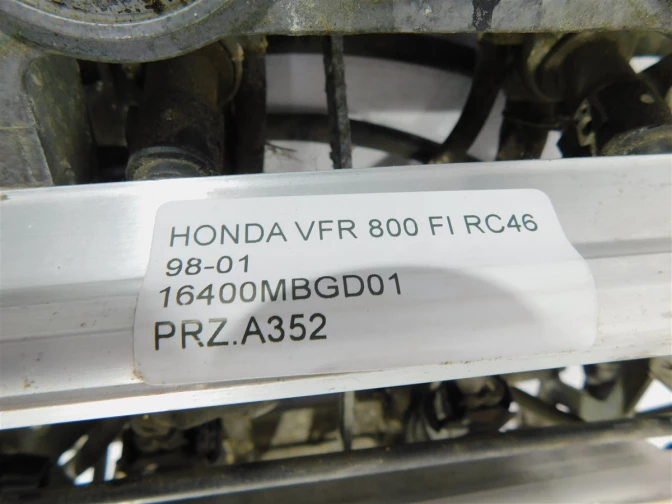 HONDA VFR 800 FI RC46
98-01
16400MBGD01
PRZ.A352